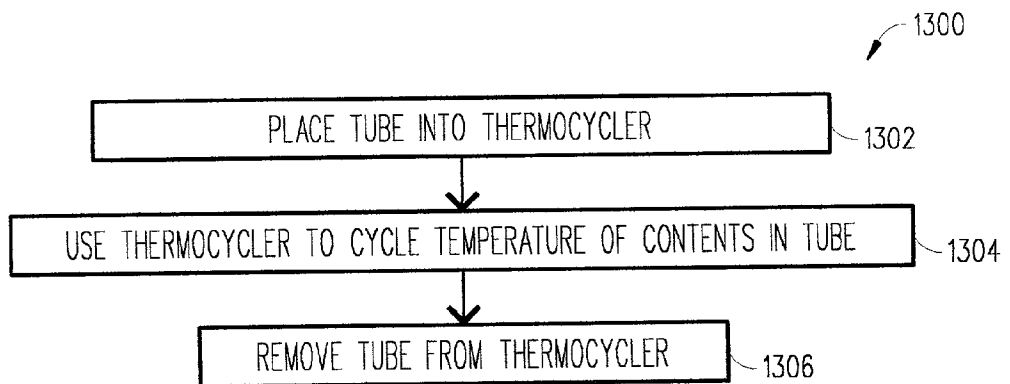 1300
PLACE TUBE INTO THERMOCYCLER
1302
USE THERMOCYCLER TO CYCLE TEMPERATURE OF CONTENTS IN TUBE
1304
REMOVE TUBE FROM THERMOCYCLER
1306